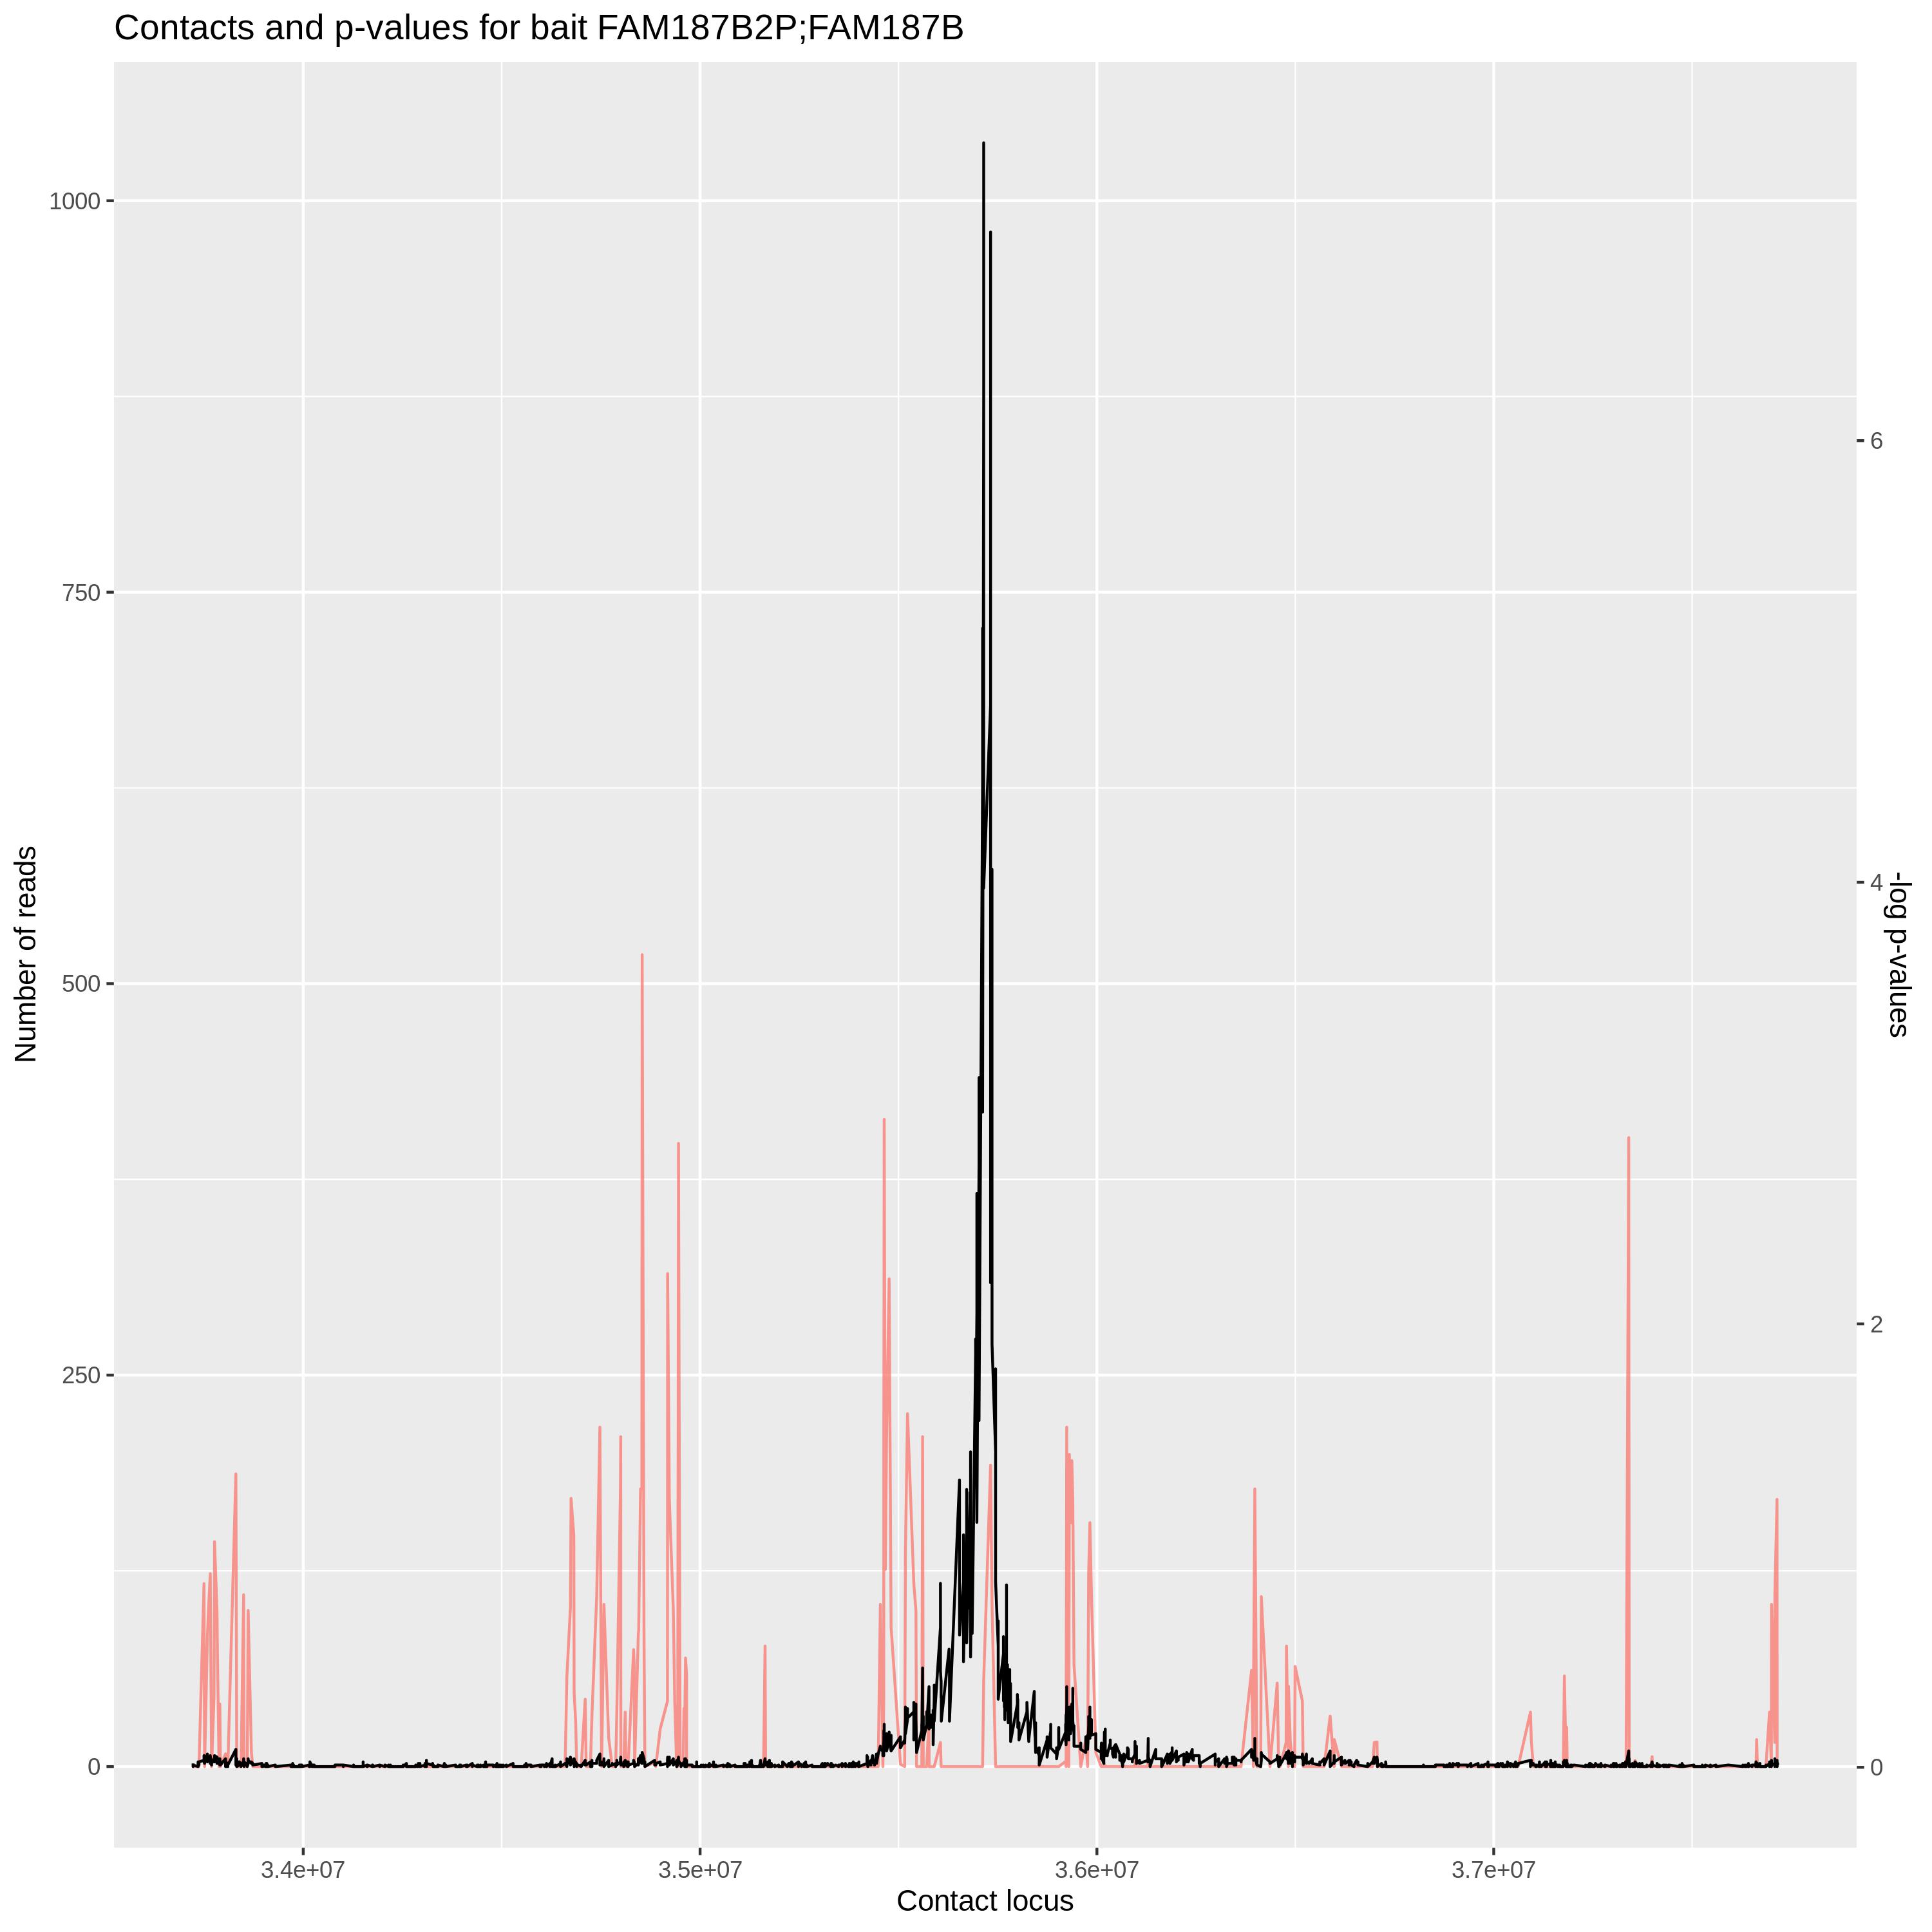 Contacts and p-values for bait FAM187B2P;FAM187B
1000
750
500
250
0
Number of reads
6
4
2
0
-log p-values
3.4e+07
3.5e+07
3.6e+07
3.7e+07
Contact locus